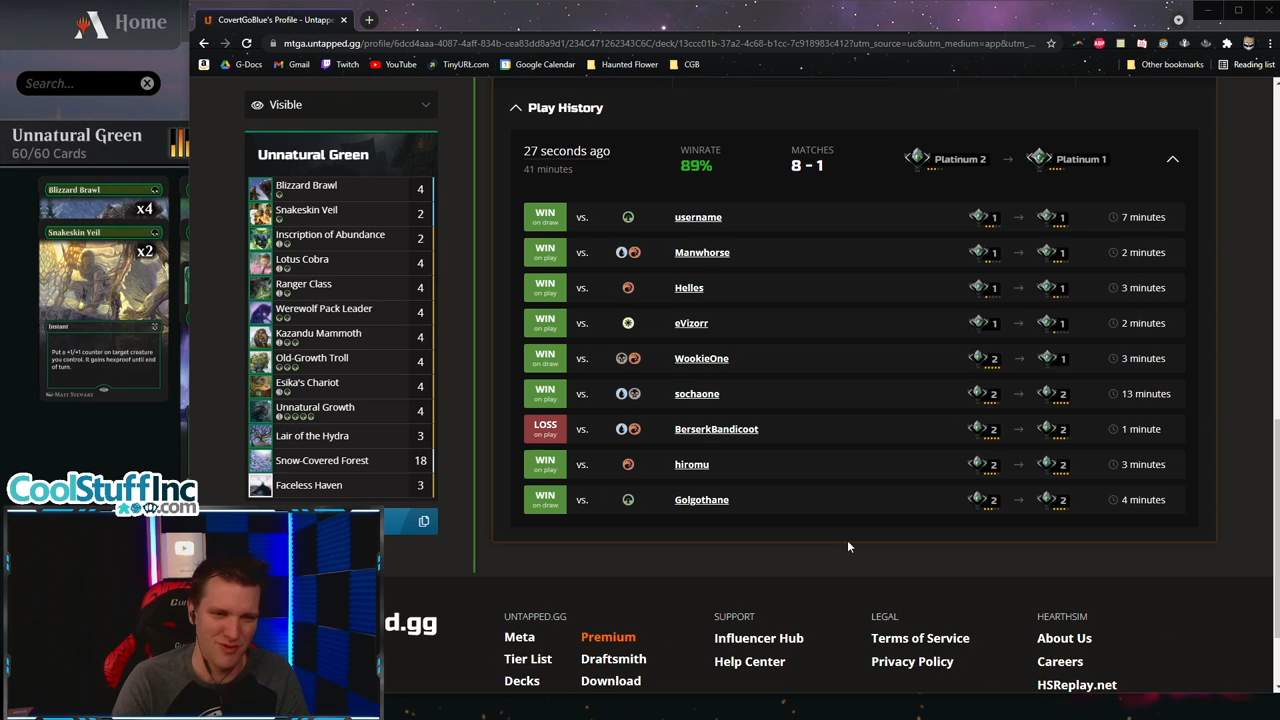 Home
CovertGoBlue's Profile - Untapp
mtga.untapped.gg/profile/6dcd4aaa-4087-4aff-834b-cea83dd8a9d1/234C471262343C6C/deck/13ccc01b-37a2-4c68-b1cc-7c918983c412?utm_source=uc&utm_medium=app&utm_...
G-Docs
Gmail
Twitch
YouTube
TinyURL.com
Google Calendar
Haunted Flower
CGB
Other bookmarks
Reading list
Search...
Unnatural Green
60/60 Cards
Blizzard Brawl
x4
Snakeskin Veil
x2
Instant
Put a +1/+1 counter on target creature
you control. It gains hexproof until end
of turn.
Matt Stewart
Visible
Unnatural Green
Blizzard Brawl 4
Snakeskin Veil 2
Inscription of Abundance 2
Lotus Cobra 4
Ranger Class 4
Werewolf Pack Leader 4
Kazandu Mammoth 4
Old-Growth Troll 4
Esika's Chariot 4
Unnatural Growth 4
Lair of the Hydra 3
Snow-Covered Forest 18
Faceless Haven 3
Play History
27 seconds ago
41 minutes
WINRATE
89%
MATCHES
8 - 1
Platinum 2 → Platinum 1
WIN on draw vs. username 1 → 1 7 minutes
WIN on play vs. Manwhorse 1 → 1 2 minutes
WIN on play vs. Helles 1 → 1 3 minutes
WIN on play vs. eVizorr 1 → 1 2 minutes
WIN on draw vs. WookieOne 2 → 1 3 minutes
WIN on play vs. sochaone 2 → 2 13 minutes
LOSS on play vs. BerserkBandicoot 2 → 2 1 minute
WIN on play vs. hiromu 2 → 2 3 minutes
WIN on draw vs. Golgothane 2 → 2 4 minutes
CoolStuffInc
.com
d.gg
UNTAPPED.GG
Meta
Premium
Tier List
Draftsmith
Decks
Download
SUPPORT
Influencer Hub
Help Center
LEGAL
Terms of Service
Privacy Policy
HEARTHSIM
About Us
Careers
HSReplay.net